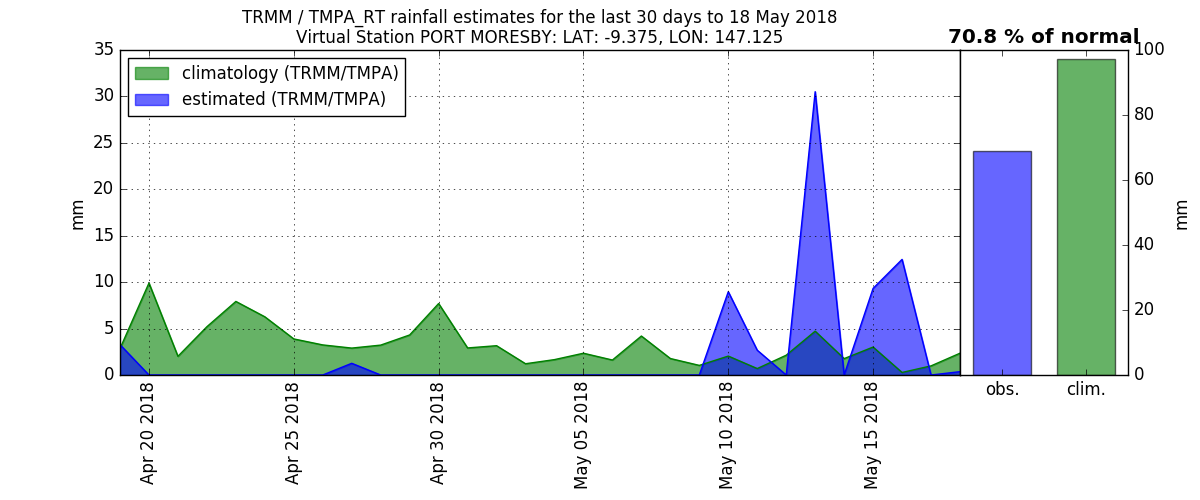 TRMM / TMPA_RT rainfall estimates for the last 30 days to 18 May 2018
Virtual Station PORT MORESBY: LAT: -9.375, LON: 147.125
70.8 % of normal
climatology (TRMM/TMPA)
estimated (TRMM/TMPA)
mm
35
30
25
20
15
10
5
0
Apr 20 2018
Apr 25 2018
Apr 30 2018
May 05 2018
May 10 2018
May 15 2018
obs.
clim.
100
80
60
40
20
0
mm